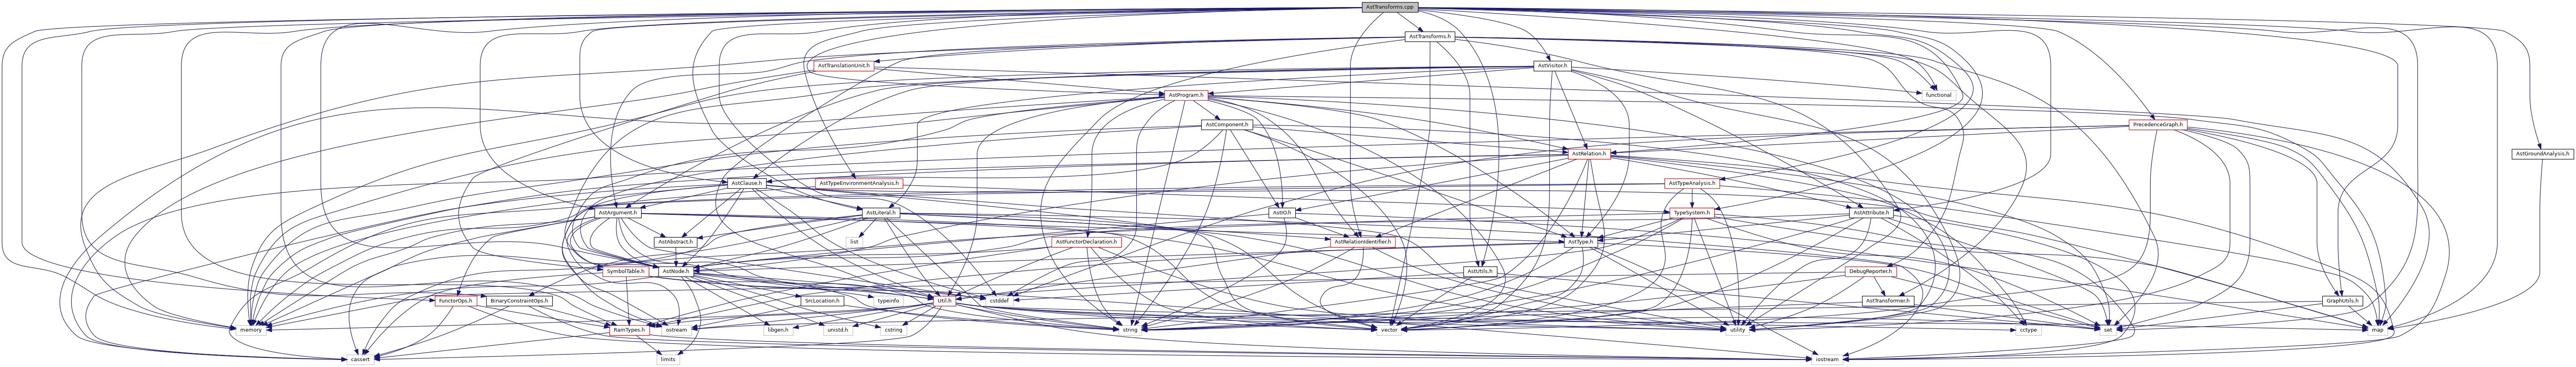 AstTransforms.cpp
AstTransforms.h
AstTranslationUnit.h
AstVisitor.h
AstProgram.h
functional
AstComponent.h
PrecedenceGraph.h
AstRelation.h
AstGroundAnalysis.h
AstClause.h
AstTypeEnvironmentAnalysis.h
AstTypeAnalysis.h
AstArgument.h
AstLiteral.h
AstIO.h
TypeSystem.h
AstAttribute.h
AstAbstract.h
list
AstFunctorDeclaration.h
AstRelationIdentifier.h
AstType.h
SymbolTable.h
AstNode.h
AstUtils.h
DebugReporter.h
FunctorOps.h
BinaryConstraintOps.h
SrcLocation.h
typeinfo
Util.h
cstddef
AstTransformer.h
GraphUtils.h
memory
RamTypes.h
ostream
libgen.h
unistd.h
cstring
string
vector
utility
cctype
set
map
cassert
limits
iostream